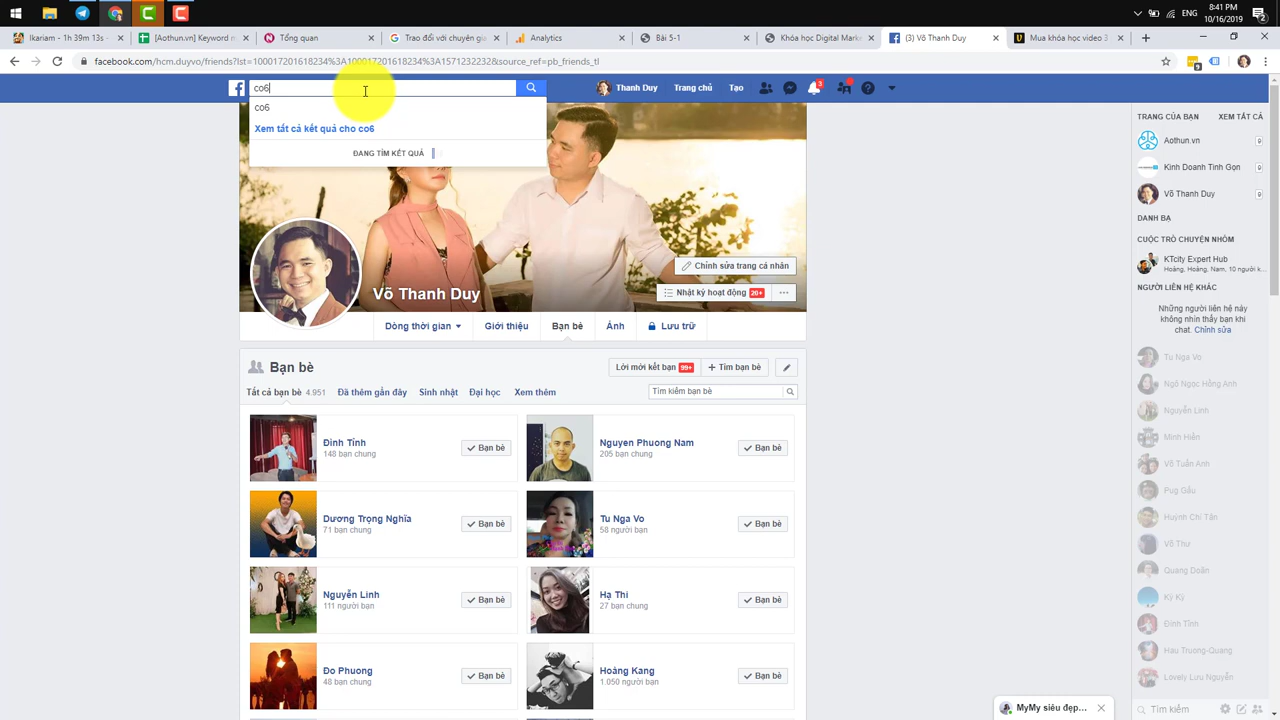 8:41 PM
ENG
10/16/2019
2
Ikariam - 1h 39m 13s -
[Aothun.vn] Keyword n
Tổng quan
Trao đổi với chuyên gi
Analytics
Bài 5-1
Khóa học Digital Mark
(3) Võ Thanh Duy
Mua khóa học video 3
facebook.com/hcm.duyvo/friends?lst=100017201618234%3A100017201618234%3A1571232232&source_ref=pb_friends_tl
9
co6
Thanh Duy
Trang chủ
Tạo
3
co6
Xem tất cả kết quả cho co6
ĐANG TÌM KẾT QUẢ
Chỉnh sửa trang cá nhân
Nhật ký hoạt động 20+
Võ Thanh Duy
Dòng thời gian
Giới thiệu
Bạn bè
Ảnh
Lưu trữ
Bạn bè
Lời mời kết bạn 99+
+ Tìm bạn bè
Tất cả bạn bè 4.951
Đã thêm gần đây
Sinh nhật
Đại học
Xem thêm
Tìm kiếm bạn bè
Đình Tính
148 bạn chung
Bạn bè
Nguyen Phuong Nam
205 bạn chung
Bạn bè
Dương Trọng Nghĩa
71 bạn chung
Bạn bè
Tu Nga Vo
58 người bạn
Bạn bè
Nguyễn Linh
111 người bạn
Bạn bè
Hạ Thi
27 bạn chung
Bạn bè
Đo Phuong
48 bạn chung
Bạn bè
Hoàng Kang
1.050 người bạn
Bạn bè
TRANG CỦA BẠN
XEM TẤT CẢ
Aothun.vn
Kinh Doanh Tinh Gọn
Võ Thanh Duy
DANH BẠ
CUỘC TRÒ CHUYỆN NHÓM
KTcity Expert Hub
Hoàng, Hoàng, Nam, 10 người k...
NGƯỜI LIÊN HỆ KHÁC
Những người liên hệ này
không nhìn thấy bạn khi
chat. Chỉnh sửa
Tu Nga Vo
Ngô Ngọc Hồng Anh
Nguyễn Linh
Minh Hiền
Võ Tuấn Anh
Pug Gấu
Huỳnh Chí Tân
Võ Thư
Quang Doãn
Kỳ Kỳ
Đình Tính
Hau Truong-Quang
Lovely Lưu Nguyễn
MyMy siêu đẹp...
Tìm kiếm